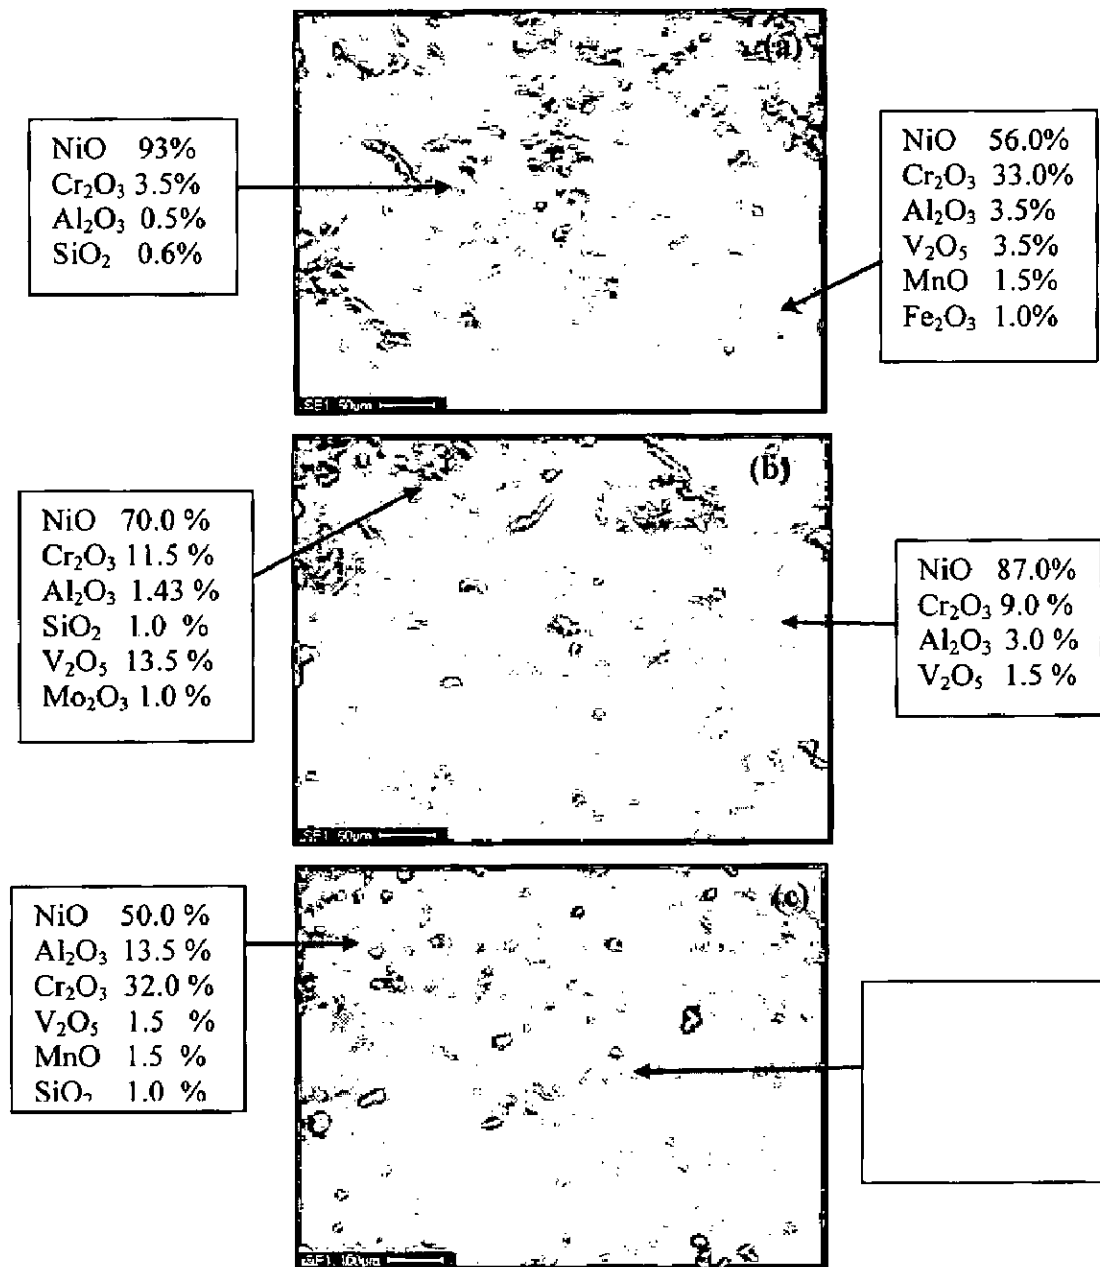 (a)
NiO 93%
Cr₂O₃ 3.5%
Al₂O₃ 0.5%
SiO₂ 0.6%
NiO 56.0%
Cr₂O₃ 33.0%
Al₂O₃ 3.5%
V₂O₅ 3.5%
MnO 1.5%
Fe₂O₃ 1.0%
SE1 50µm
(b)
NiO 70.0 %
Cr₂O₃ 11.5 %
Al₂O₃ 1.43 %
SiO₂ 1.0 %
V₂O₅ 13.5 %
Mo₂O₃ 1.0 %
NiO 87.0%
Cr₂O₃ 9.0 %
Al₂O₃ 3.0 %
V₂O₅ 1.5 %
SE1 50µm
(c)
NiO 50.0 %
Al₂O₃ 13.5 %
Cr₂O₃ 32.0 %
V₂O₅ 1.5 %
MnO 1.5 %
SiO₂ 1.0 %
SE1